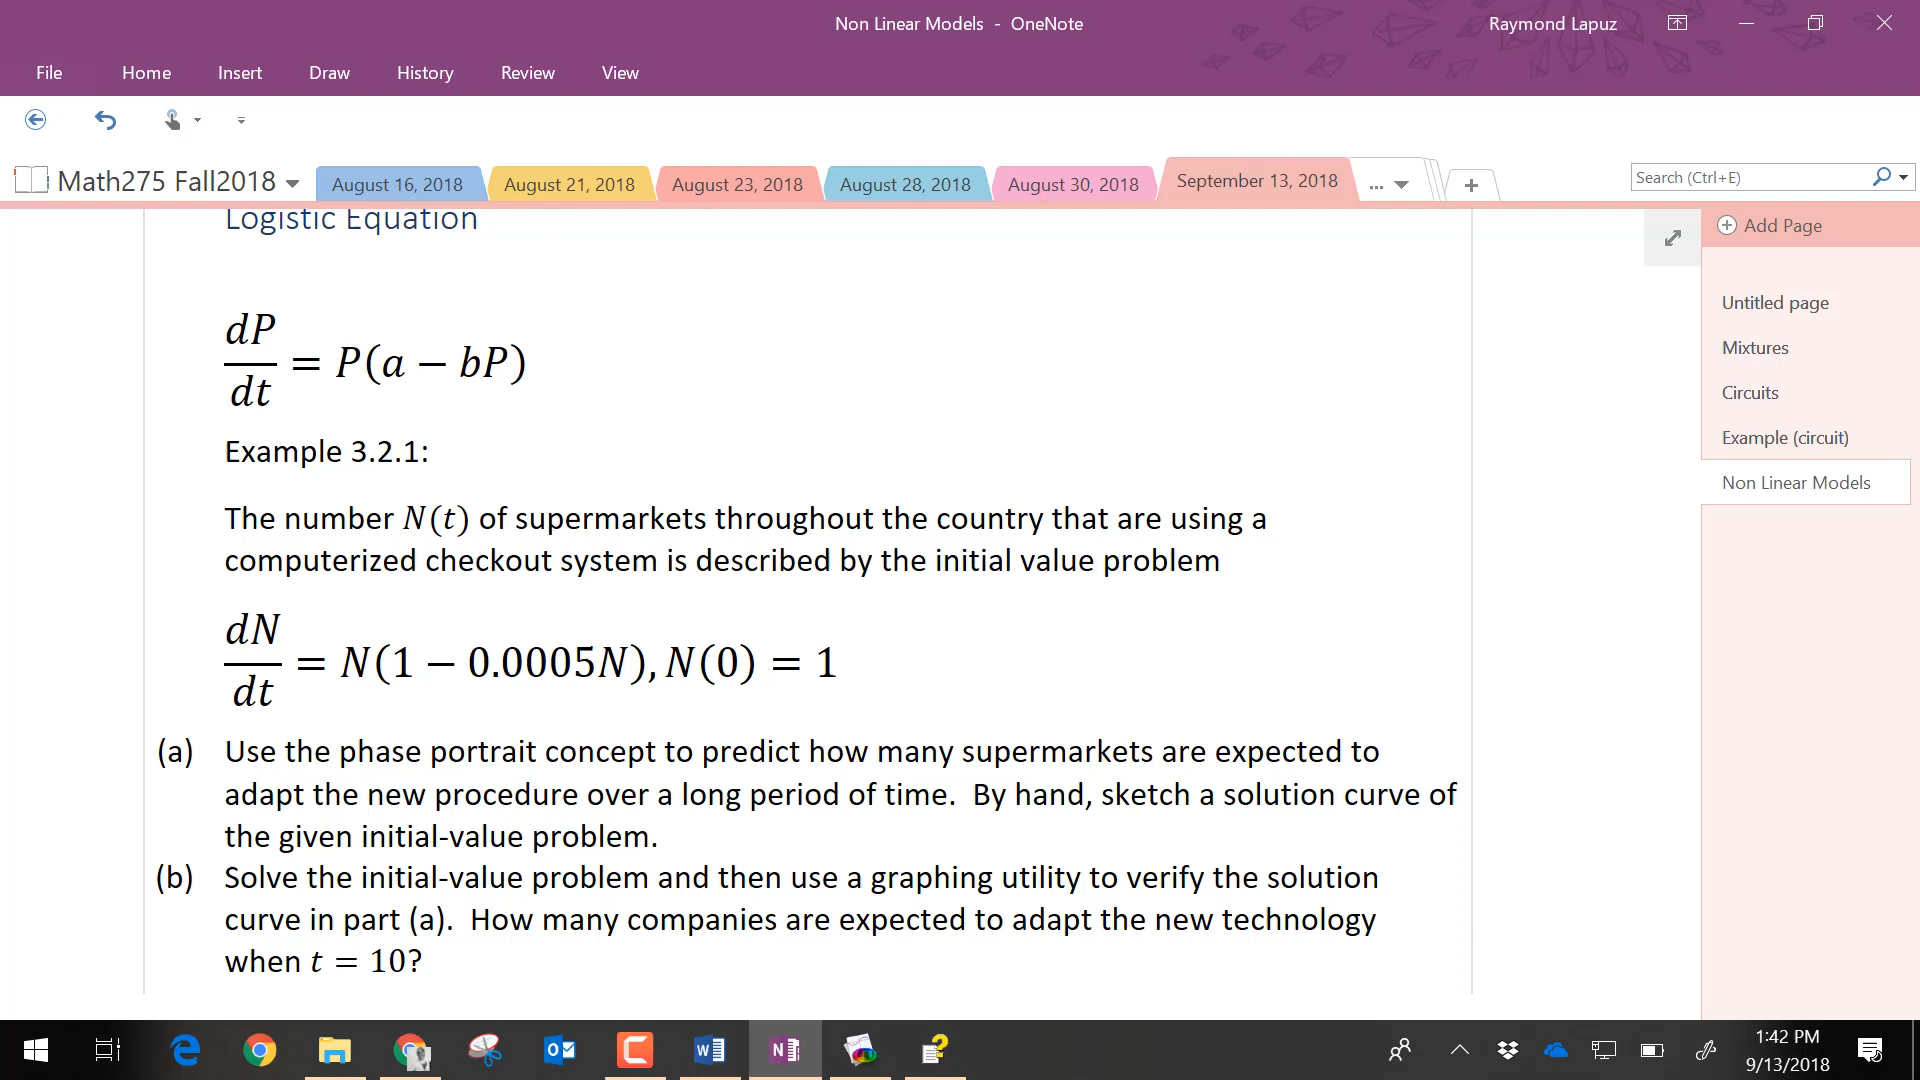 Non Linear Models - OneNote
Raymond Lapuz
File Home Insert Draw History Review View
Math275 Fall2018
August 16, 2018
August 21, 2018
August 23, 2018
August 28, 2018
August 30, 2018
September 13, 2018
...
Search (Ctrl+E)
Logistic Equation
dP/dt = P(a − bP)
Example 3.2.1:
The number N(t) of supermarkets throughout the country that are using a
computerized checkout system is described by the initial value problem
dN/dt = N(1 − 0.0005N), N(0) = 1
(a) Use the phase portrait concept to predict how many supermarkets are expected to
adapt the new procedure over a long period of time. By hand, sketch a solution curve of
the given initial-value problem.
(b) Solve the initial-value problem and then use a graphing utility to verify the solution
curve in part (a). How many companies are expected to adapt the new technology
when t = 10?
Add Page
Untitled page
Mixtures
Circuits
Example (circuit)
Non Linear Models
1:42 PM
9/13/2018